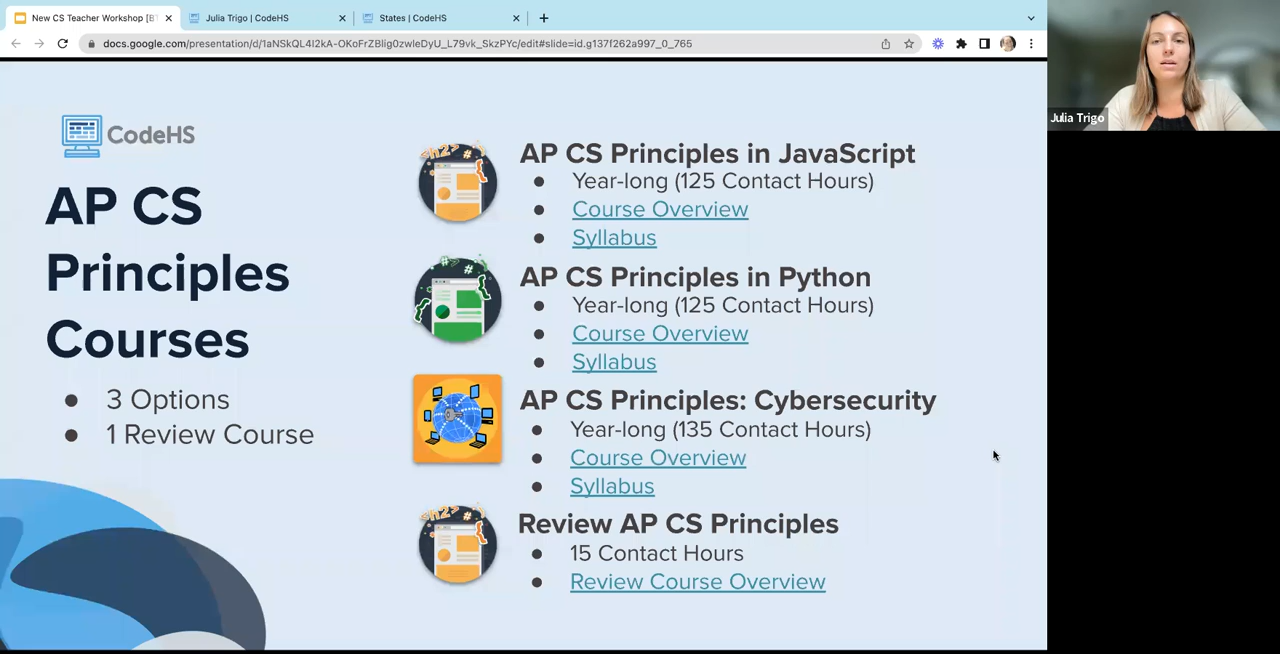 New CS Teacher Workshop [BT
Julia Trigo | CodeHS
States | CodeHS
docs.google.com/presentation/d/1aNSkQL4I2kA-OKoFrZBlig0zwleDyU_L79vk_SkzPYc/edit#slide=id.g137f262a997_0_765
Julia Trigo
CodeHS
AP CS
Principles
Courses
3 Options
1 Review Course
AP CS Principles in JavaScript
Year-long (125 Contact Hours)
Course Overview
Syllabus
AP CS Principles in Python
Year-long (125 Contact Hours)
Course Overview
Syllabus
AP CS Principles: Cybersecurity
Year-long (135 Contact Hours)
Course Overview
Syllabus
Review AP CS Principles
15 Contact Hours
Review Course Overview